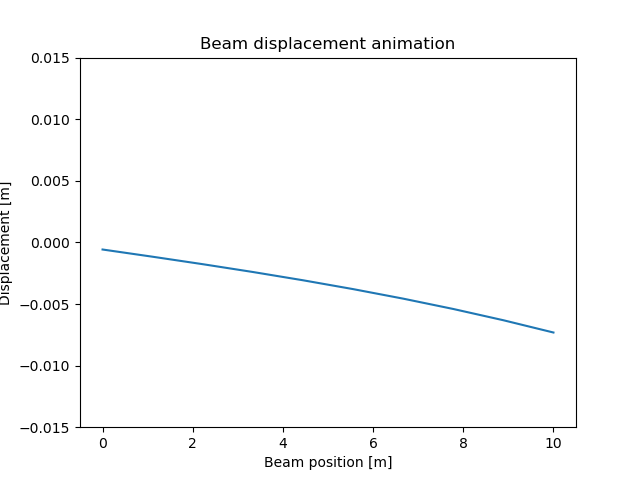 Beam displacement animation
Displacement [m]
0.015
0.010
0.005
0.000
−0.005
−0.010
−0.015
0 2 4 6 8 10
Beam position [m]